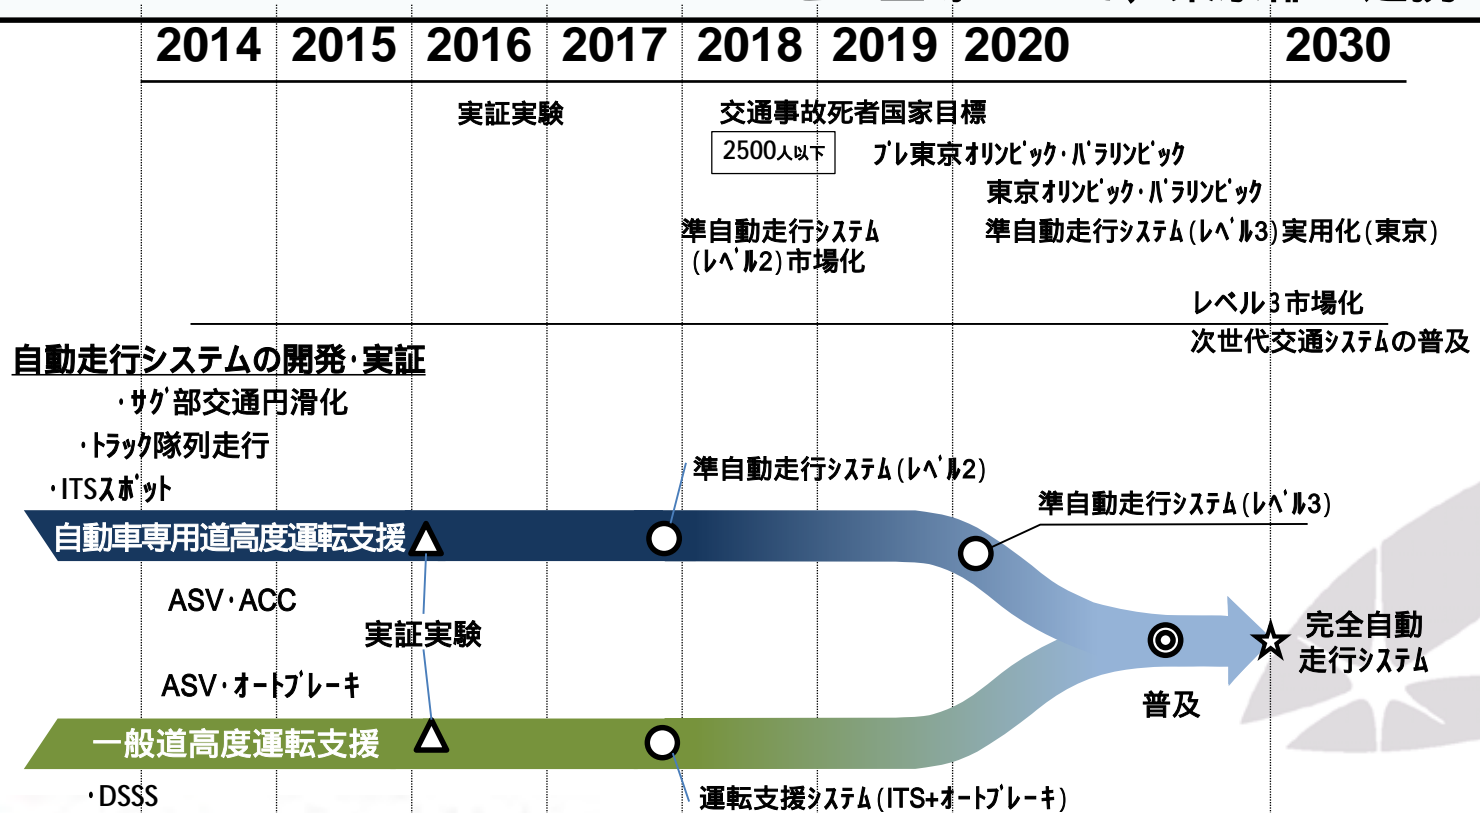 2014 2015 2016 2017 2018 2019 2020 2030
実証実験
交通事故死者国家目標
2500人以下
ﾌﾟﾚ東京ｵﾘﾝﾋﾟｯｸ･ﾊﾟﾗﾘﾝﾋﾟｯｸ
東京ｵﾘﾝﾋﾟｯｸ･ﾊﾟﾗﾘﾝﾋﾟｯｸ
準自動走行ｼｽﾃﾑ
(ﾚﾍﾞﾙ2)市場化
準自動走行ｼｽﾃﾑ(ﾚﾍﾞﾙ3)実用化(東京)
レベル3市場化
次世代交通ｼｽﾃﾑの普及
自動走行システムの開発･実証
･ｻｸﾞ部交通円滑化
･ﾄﾗｯｸ隊列走行
･ITSｽﾎﾟｯﾄ
準自動走行ｼｽﾃﾑ(ﾚﾍﾞﾙ2)
準自動走行ｼｽﾃﾑ(ﾚﾍﾞﾙ3)
自動車専用道高度運転支援
ASV･ACC
実証実験
完全自動
走行ｼｽﾃﾑ
ASV･ｵｰﾄﾌﾞﾚｰｷ
普及
一般道高度運転支援
･DSSS
運転支援ｼｽﾃﾑ(ITS+ｵｰﾄﾌﾞﾚｰｷ)